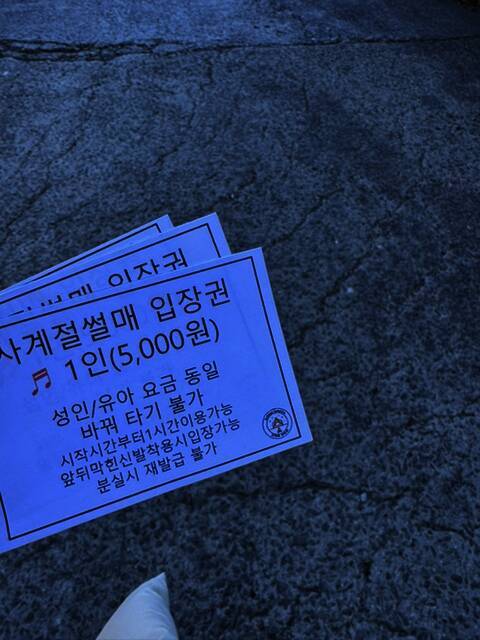 입장권
사계절썰매 입장권
1인(5,000원)
성인/유아 요금 동일
바꿔 타기 불가
시작시간부터1시간이용가능
앞뒤막힌신발착용시입장가능
분실시 재발급 불가